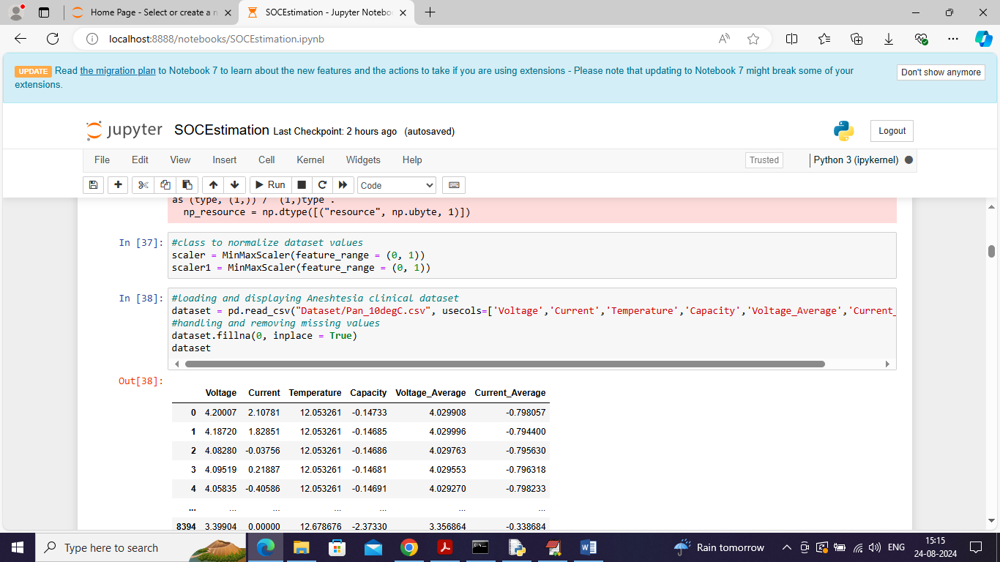 Home Page - Select or create a n
SOCEstimation - Jupyter Notebo
localhost:8888/notebooks/SOCEstimation.ipynb
UPDATE Read the migration plan to Notebook 7 to learn about the new features and the actions to take if you are using extensions - Please note that updating to Notebook 7 might break some of your
extensions.
Don't show anymore
jupyter SOCEstimation Last Checkpoint: 2 hours ago (autosaved)
Logout
File Edit View Insert Cell Kernel Widgets Help
Trusted
Python 3 (ipykernel)
Run
Code
as (type, (1,)) / '(1,)type'.
np_resource = np.dtype([("resource", np.ubyte, 1)])
In [37]:
#class to normalize dataset values
scaler = MinMaxScaler(feature_range = (0, 1))
scaler1 = MinMaxScaler(feature_range = (0, 1))
In [38]:
#loading and displaying Aneshtesia clinical dataset
dataset = pd.read_csv("Dataset/Pan_10degC.csv", usecols=['Voltage','Current','Temperature','Capacity','Voltage_Average','Current_
#handling and removing missing values
dataset.fillna(0, inplace = True)
dataset
Out[38]:
Voltage Current Temperature Capacity Voltage_Average Current_Average
0 4.20007 2.10781 12.053261 -0.14733 4.029908 -0.798057
1 4.18720 1.82851 12.053261 -0.14685 4.029996 -0.794400
2 4.08280 -0.03756 12.053261 -0.14686 4.029763 -0.795630
3 4.09519 0.21887 12.053261 -0.14681 4.029553 -0.796318
4 4.05835 -0.40586 12.053261 -0.14691 4.029270 -0.798233
... ... ... ... ... ... ...
8394 3.39904 0.00000 12.678676 -2.37330 3.356864 -0.338684
Type here to search
Rain tomorrow
ENG
15:15
24-08-2024